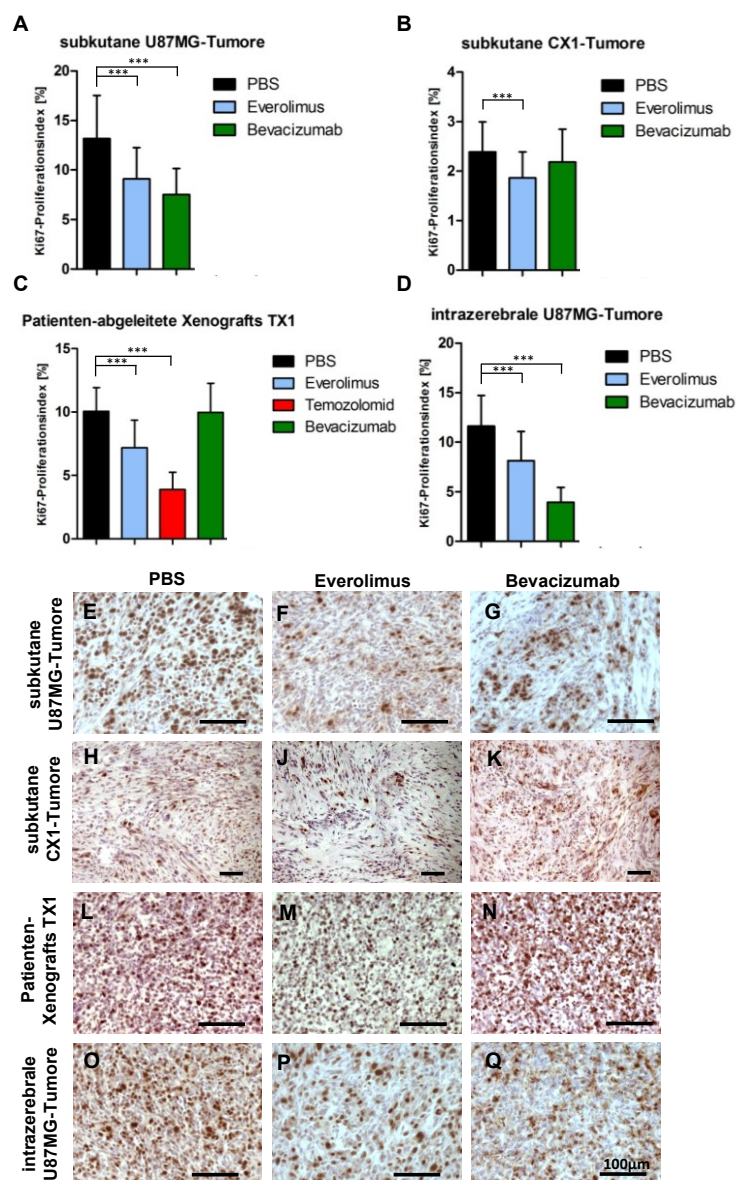 A
subkutane U87MG-Tumore
Ki67-Proliferationsindex [%]
20
15
10
5
0
***
***
PBS
Everolimus
Bevacizumab
B
subkutane CX1-Tumore
Ki67-Proliferationsindex [%]
4
3
2
1
0
***
PBS
Everolimus
Bevacizumab
C
Patienten-abgeleitete Xenografts TX1
Ki67-Proliferationsindex [%]
15
10
5
0
***
***
PBS
Everolimus
Temozolomid
Bevacizumab
D
intrazerebrale U87MG-Tumore
Ki67-Proliferationsindex [%]
20
15
10
5
0
***
***
PBS
Everolimus
Bevacizumab
PBS
Everolimus
Bevacizumab
subkutane
U87MG-Tumore
E
F
G
subkutane
CX1-Tumore
H
J
K
Patienten-
Xenografts TX1
L
M
N
intrazerebrale
U87MG-Tumore
O
P
Q
100µm